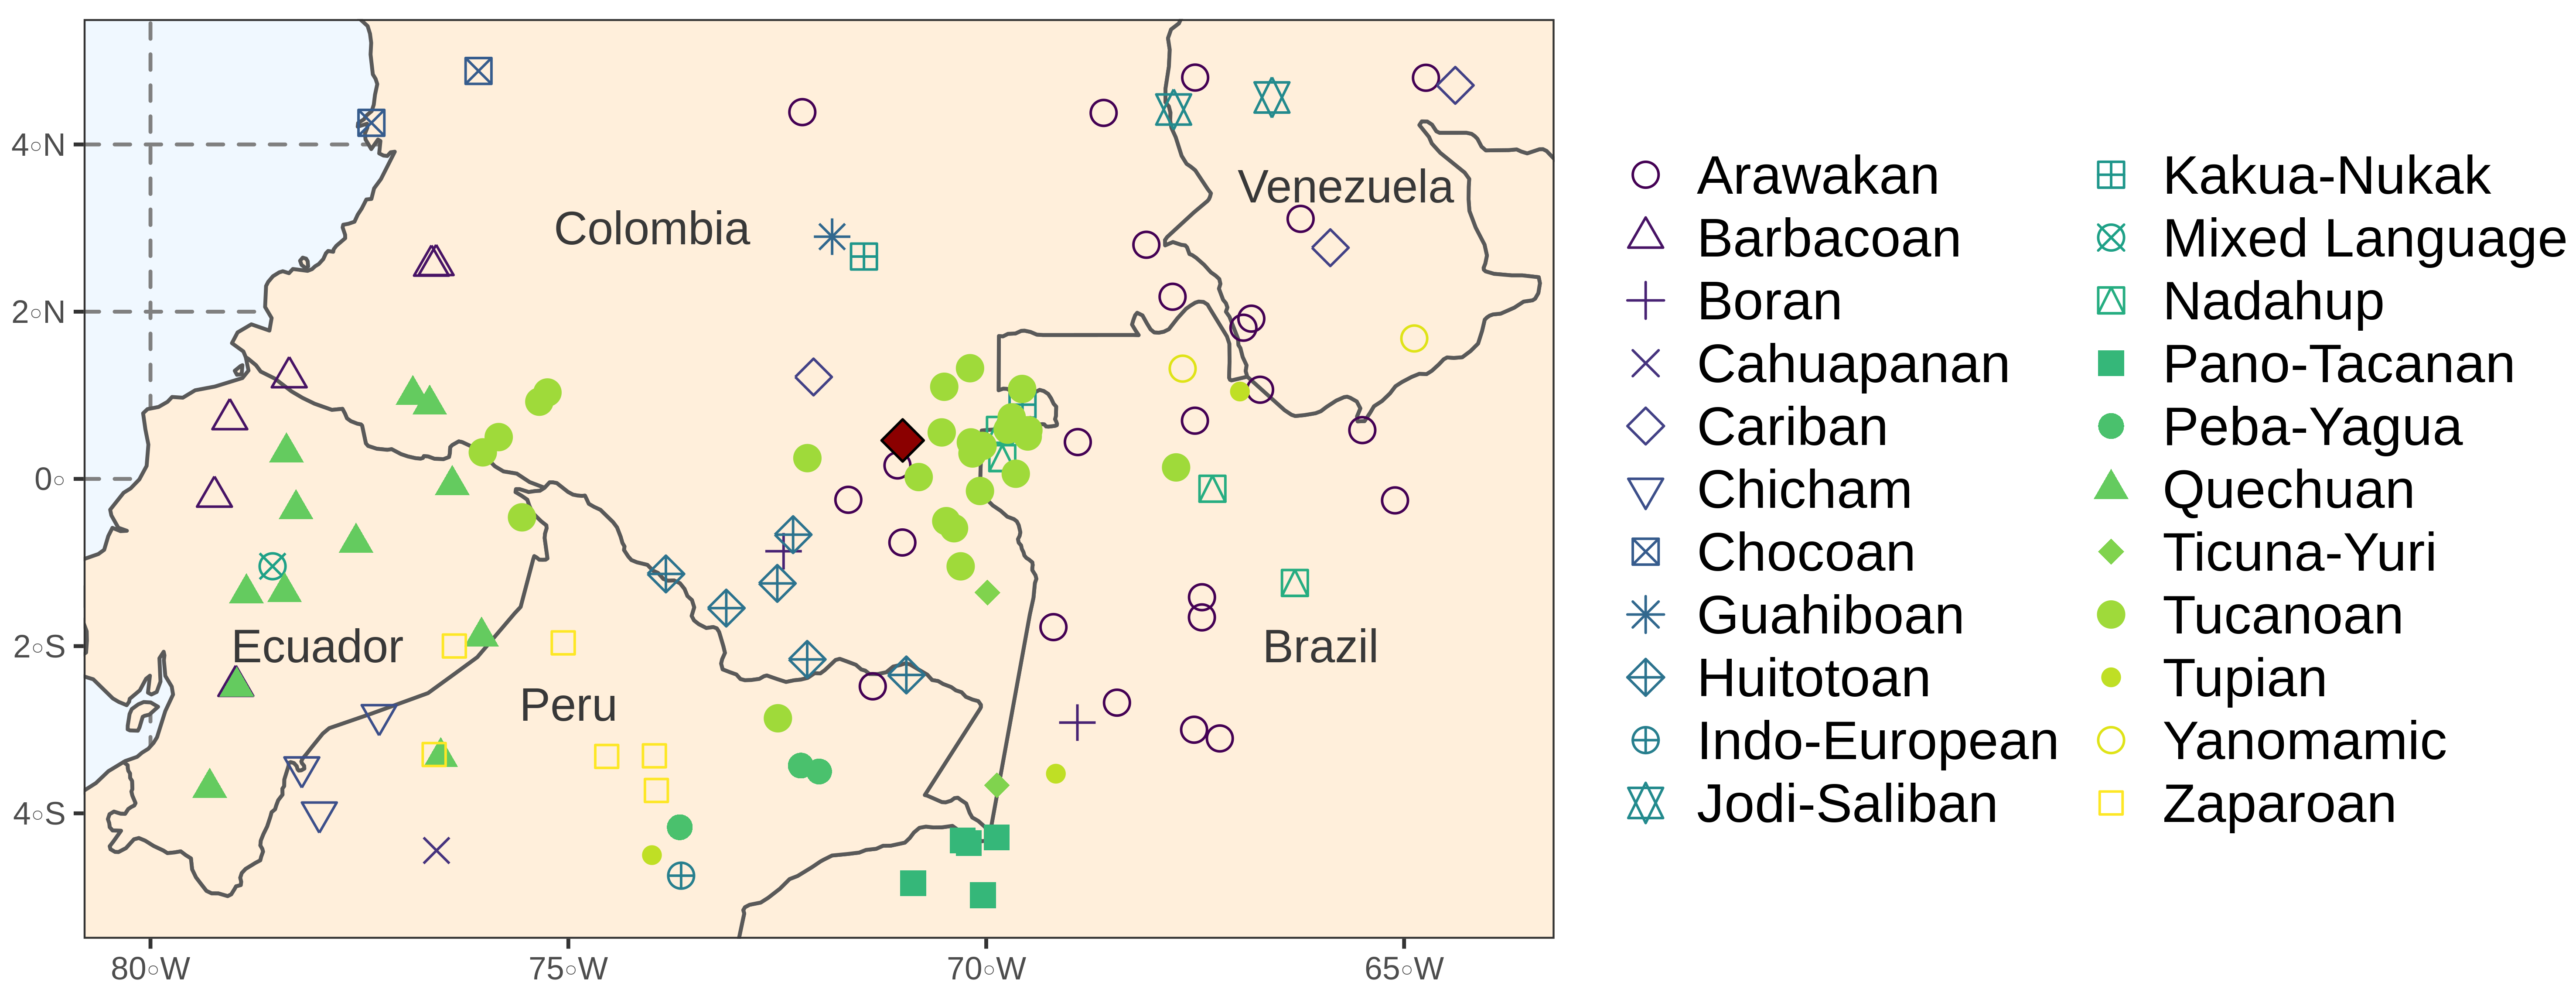 4°N
2°N
0°
2°S
4°S
80°W
75°W
70°W
65°W
Colombia
Venezuela
Ecuador
Peru
Brazil
Arawakan
Barbacoan
Boran
Cahuapanan
Cariban
Chicham
Chocoan
Guahiboan
Huitotoan
Indo-European
Jodi-Saliban
Kakua-Nukak
Mixed Language
Nadahup
Pano-Tacanan
Peba-Yagua
Quechuan
Ticuna-Yuri
Tucanoan
Tupian
Yanomamic
Zaparoan